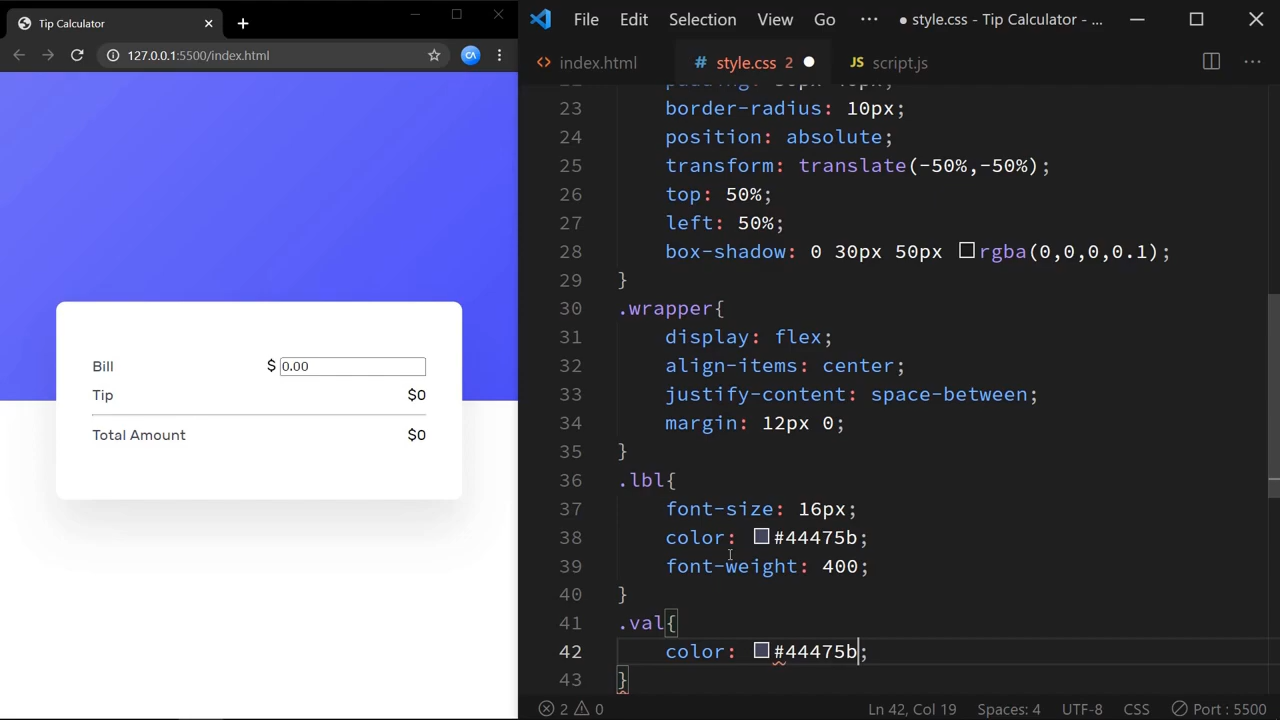 Tip Calculator
127.0.0.1:5500/index.html
CA
Bill
$ 0.00
Tip
$0
Total Amount
$0
File Edit Selection View Go ··· ● style.css - Tip Calculator - ...
<> index.html
# style.css 2 ●
JS script.js
23 border-radius: 10px;
24 position: absolute;
25 transform: translate(-50%,-50%);
26 top: 50%;
27 left: 50%;
28 box-shadow: 0 30px 50px rgba(0,0,0,0.1);
29 }
30 .wrapper{
31 display: flex;
32 align-items: center;
33 justify-content: space-between;
34 margin: 12px 0;
35 }
36 .lbl{
37 font-size: 16px;
38 color: #44475b;
39 font-weight: 400;
40 }
41 .val{
42 color: #44475b;
43 }
2 0 Ln 42, Col 19 Spaces: 4 UTF-8 CSS Port : 5500